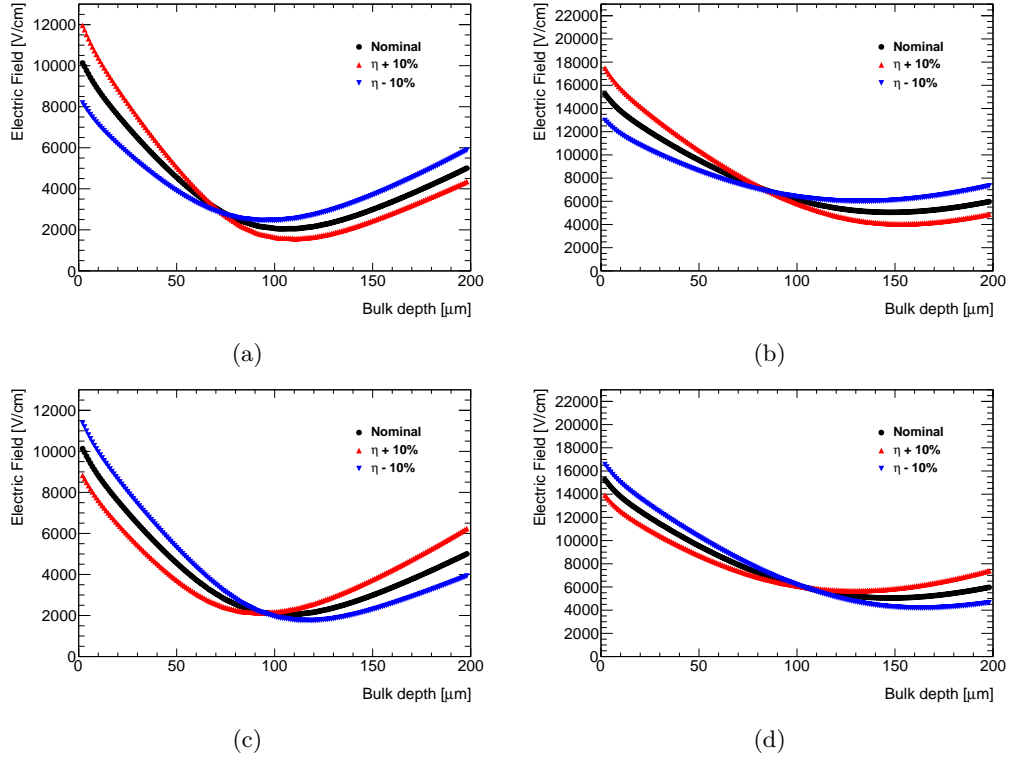 Electric Field [V/cm]
12000
10000
8000
6000
4000
2000
0
Nominal
η + 10%
η - 10%
0 50 100 150 200
Bulk depth [μm]
(a)
Electric Field [V/cm]
22000
20000
18000
16000
14000
12000
10000
8000
6000
4000
2000
0
Nominal
η + 10%
η - 10%
0 50 100 150 200
Bulk depth [μm]
(b)
Electric Field [V/cm]
12000
10000
8000
6000
4000
2000
0
Nominal
η + 10%
η - 10%
0 50 100 150 200
Bulk depth [μm]
(c)
Electric Field [V/cm]
22000
20000
18000
16000
14000
12000
10000
8000
6000
4000
2000
0
Nominal
η + 10%
η - 10%
0 50 100 150 200
Bulk depth [μm]
(d)